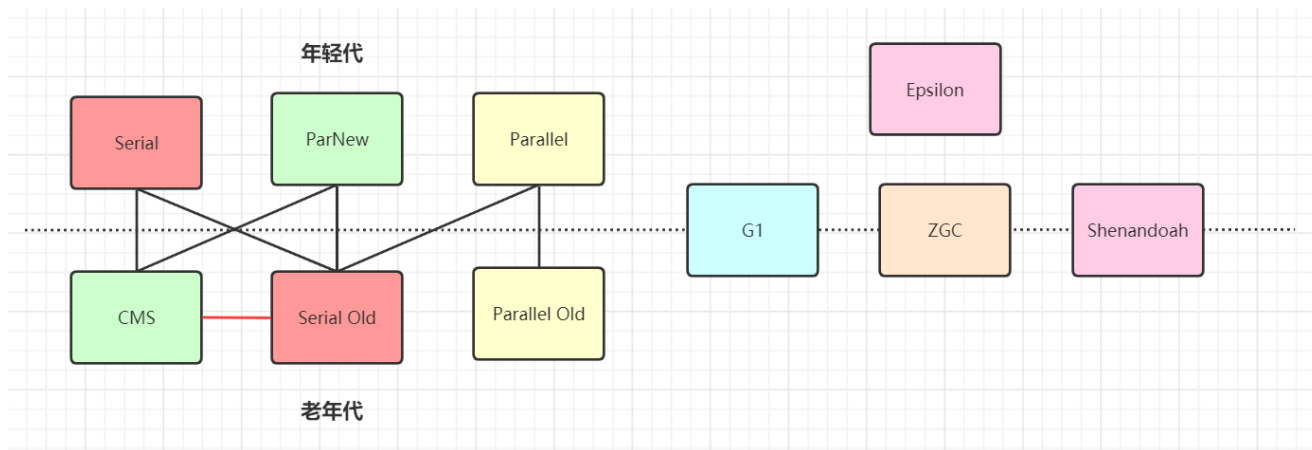 年轻代
Epsilon
Serial
ParNew
Parallel
G1
ZGC
Shenandoah
CMS
Serial Old
Parallel Old
老年代